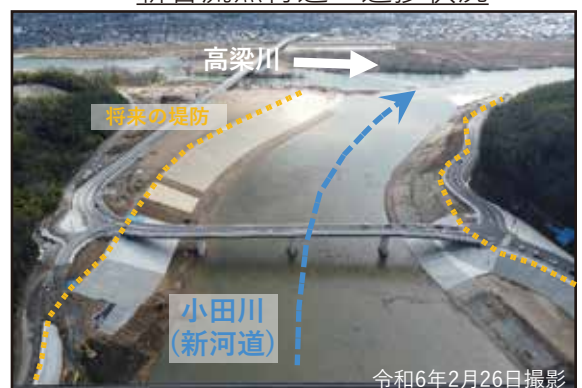 高梁川
将来の堤防
小田川
(新河道)
令和6年2月26日撮影